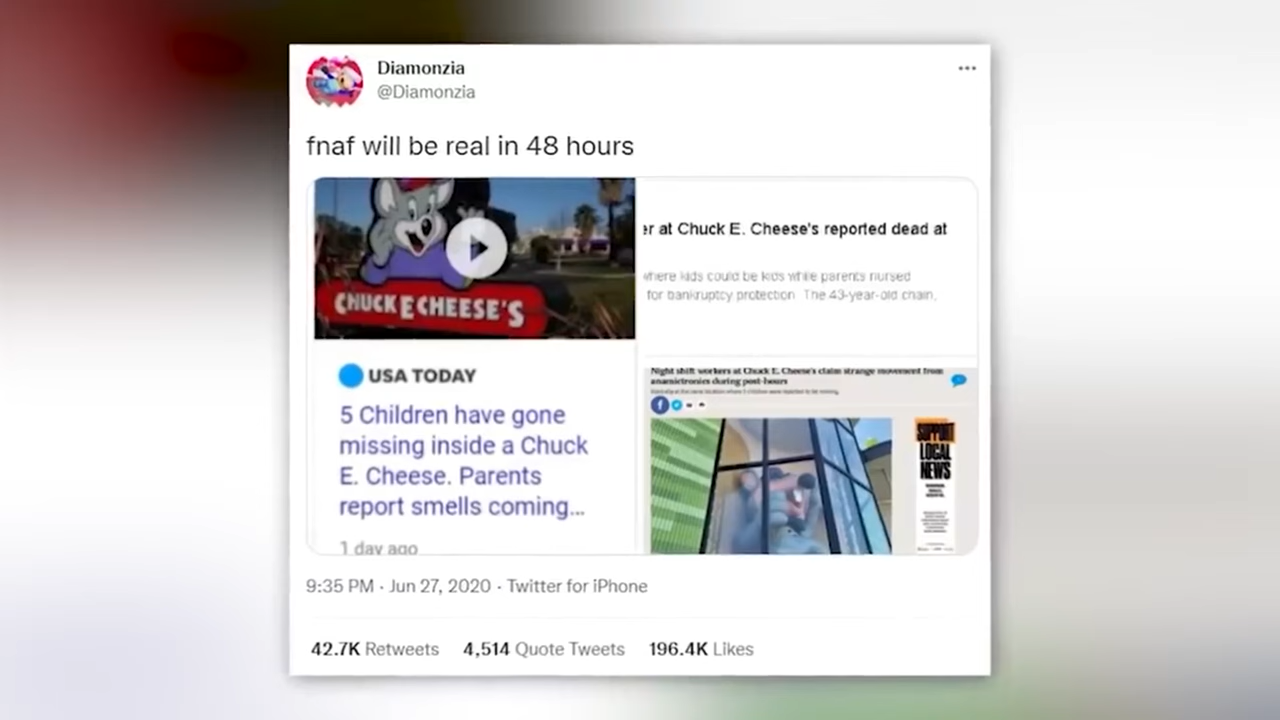 Diamonzia
@Diamonzia
fnaf will be real in 48 hours
CHUCK E CHEESE'S
USA TODAY
5 Children have gone
missing inside a Chuck
E. Cheese. Parents
report smells coming...
1 day ago
er at Chuck E. Cheese's reported dead at
where kids could be kids while parents nursed
for bankruptcy protection. The 43-year-old chain,
Night shift workers at Chuck E. Cheese's claim strange movement from
anamictronics during post-hours
SUPPORT
LOCAL
NEWS
9:35 PM · Jun 27, 2020 · Twitter for iPhone
42.7K Retweets 4,514 Quote Tweets 196.4K Likes